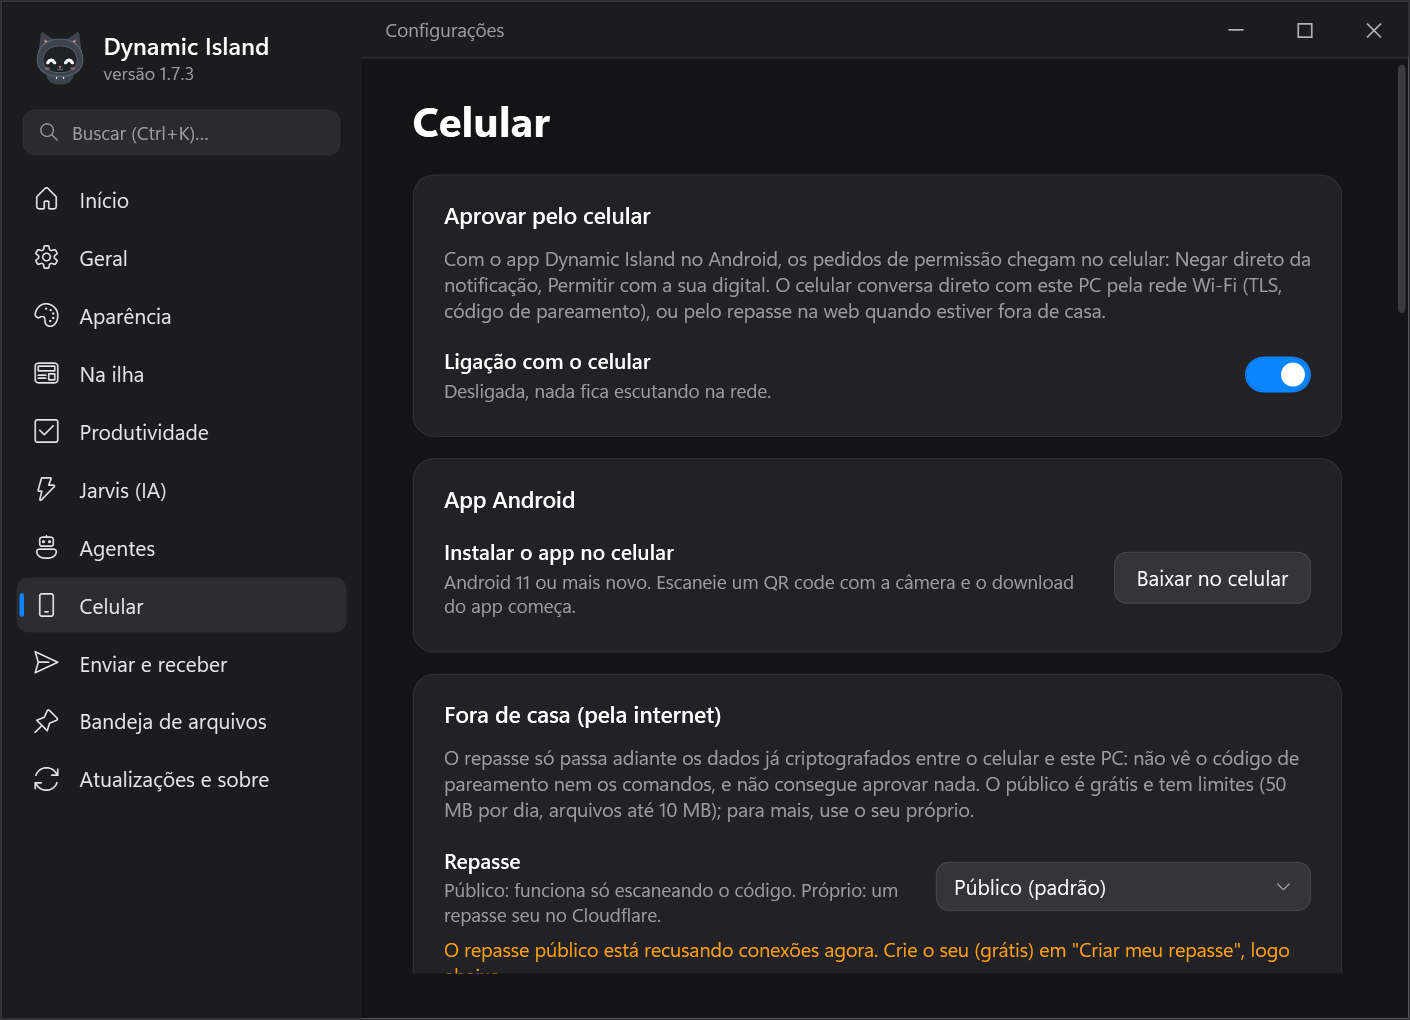 Dynamic Island
versão 1.7.3
Buscar (Ctrl+K)...
Início
Geral
Aparência
Na ilha
Produtividade
Jarvis (IA)
Agentes
Celular
Enviar e receber
Bandeja de arquivos
Atualizações e sobre
Configurações
Celular
Aprovar pelo celular
Com o app Dynamic Island no Android, os pedidos de permissão chegam no celular: Negar direto da
notificação, Permitir com a sua digital. O celular conversa direto com este PC pela rede Wi-Fi (TLS,
código de pareamento), ou pelo repasse na web quando estiver fora de casa.
Ligação com o celular
Desligada, nada fica escutando na rede.
App Android
Instalar o app no celular
Android 11 ou mais novo. Escaneie um QR code com a câmera e o download
do app começa.
Baixar no celular
Fora de casa (pela internet)
O repasse só passa adiante os dados já criptografados entre o celular e este PC: não vê o código de
pareamento nem os comandos, e não consegue aprovar nada. O público é grátis e tem limites (50
MB por dia, arquivos até 10 MB); para mais, use o seu próprio.
Repasse
Público: funciona só escaneando o código. Próprio: um
repasse seu no Cloudflare.
Público (padrão)
O repasse público está recusando conexões agora. Crie o seu (grátis) em "Criar meu repasse", logo